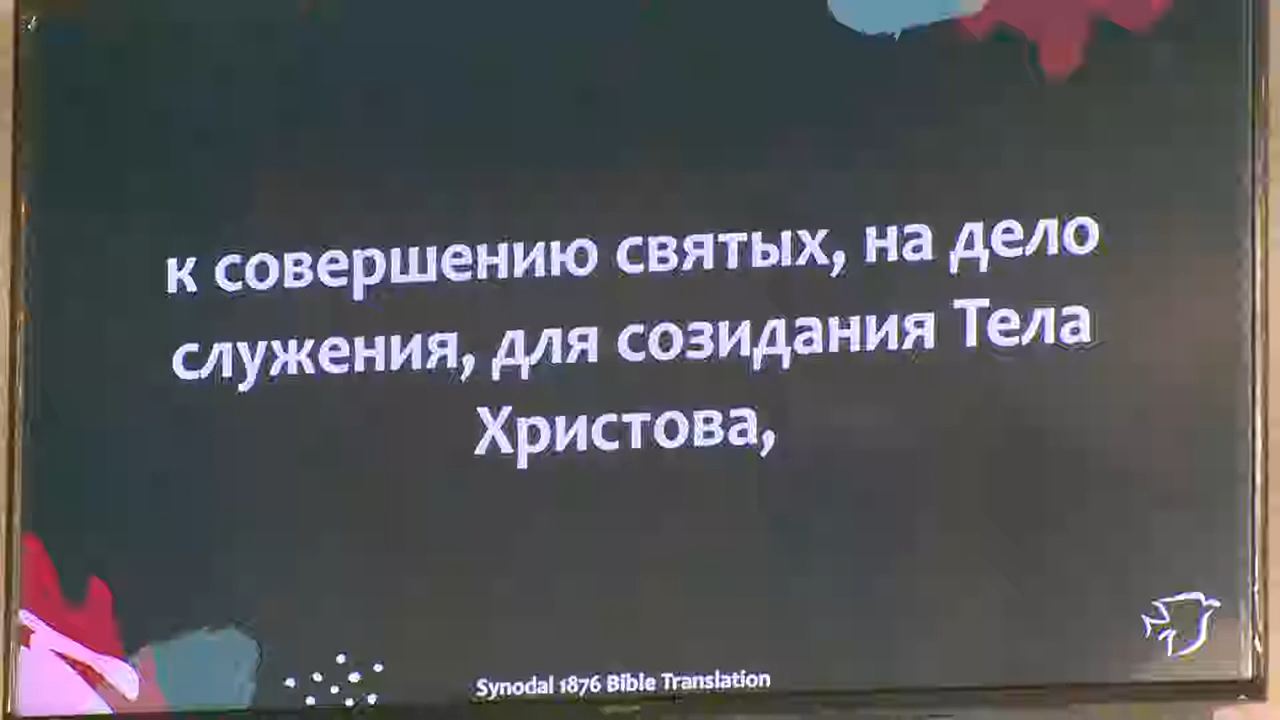 к совершению святых, на дело
служения, для созидания Тела
Христова,
Synodal 1876 Bible Translation